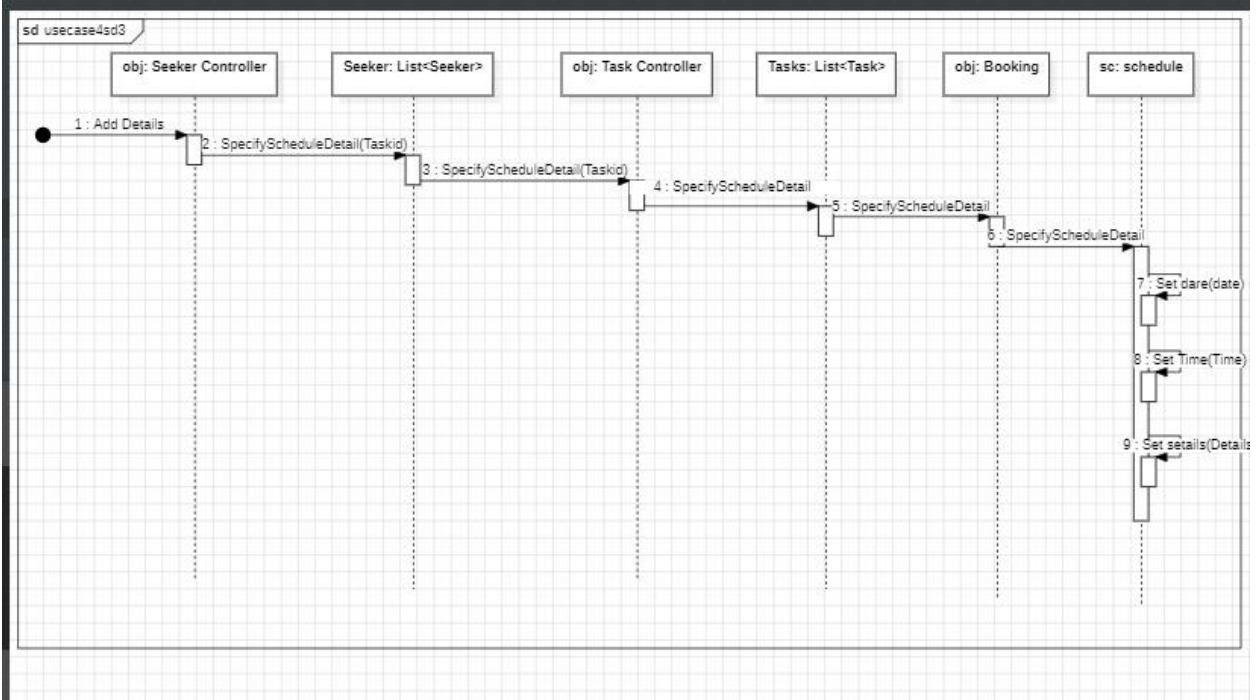 sd usecase4sd3
obj: Seeker Controller
Seeker: List<Seeker>
obj: Task Controller
Tasks: List<Task>
obj: Booking
sc: schedule
1 : Add Details
2 : SpecifyScheduleDetail(Taskid)
3 : SpecifyScheduleDetail(Taskid)
4 : SpecifyScheduleDetail
5 : SpecifyScheduleDetail
6 : SpecifyScheduleDetail
7 : Set dare(date)
8 : Set Time(Time)
9 : Set setails(Details